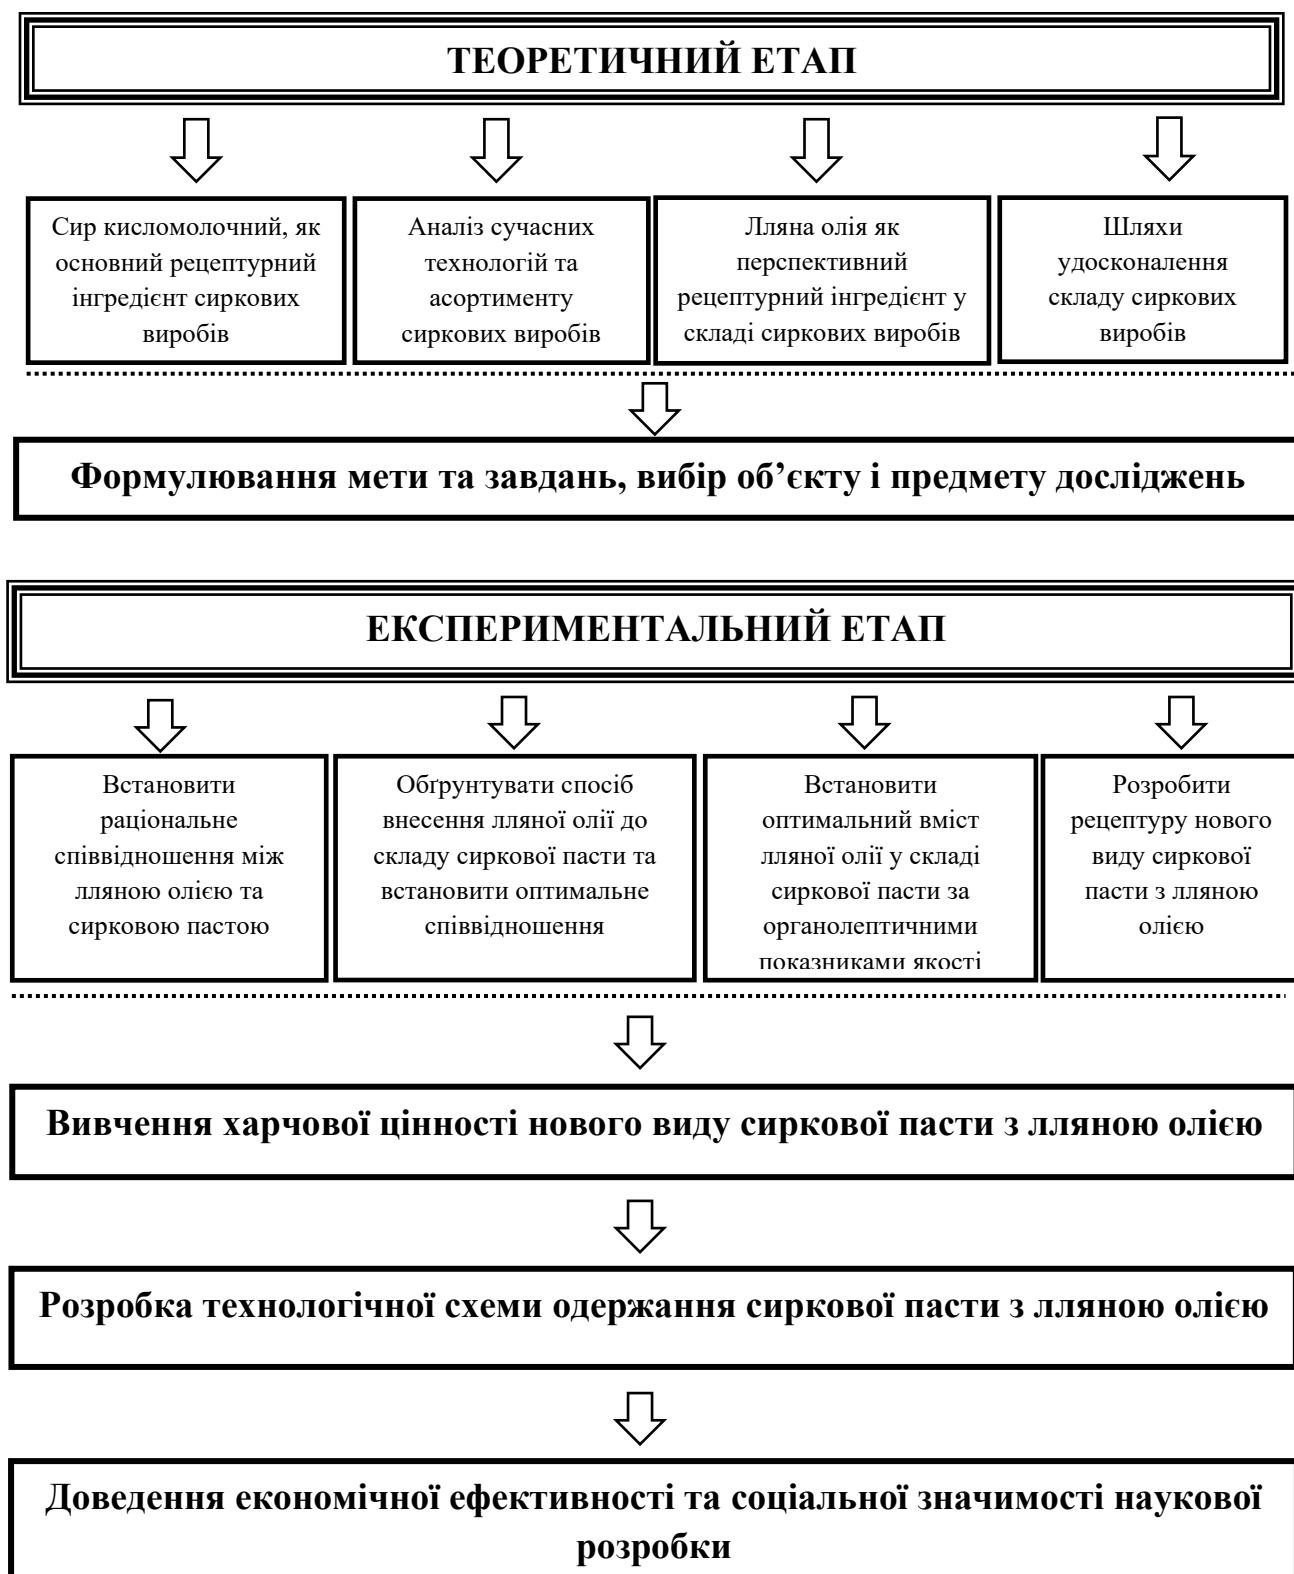 ТЕОРЕТИЧНИЙ ЕТАП
Сир кисломолочний, як
основний рецептурний
інгредієнт сиркових
виробів
Аналіз сучасних
технологій та
асортименту
сиркових виробів
Лляна олія як
перспективний
рецептурний інгредієнт у
складі сиркових виробів
Шляхи
удосконалення
складу сиркових
виробів
Формулювання мети та завдань, вибір об’єкту і предмету досліджень
ЕКСПЕРИМЕНТАЛЬНИЙ ЕТАП
Встановити
раціональне
співвідношення між
лляною олією та
сирковою пастою
Обґрунтувати спосіб
внесення лляної олії до
складу сиркової пасти та
встановити оптимальне
співвідношення
Встановити
оптимальний вміст
лляної олії у складі
сиркової пасти за
органолептичними
показниками якості
Розробити
рецептуру нового
виду сиркової
пасти з лляною
олією
Вивчення харчової цінності нового виду сиркової пасти з лляною олією
Розробка технологічної схеми одержання сиркової пасти з лляною олією
Доведення економічної ефективності та соціальної значимості наукової
розробки